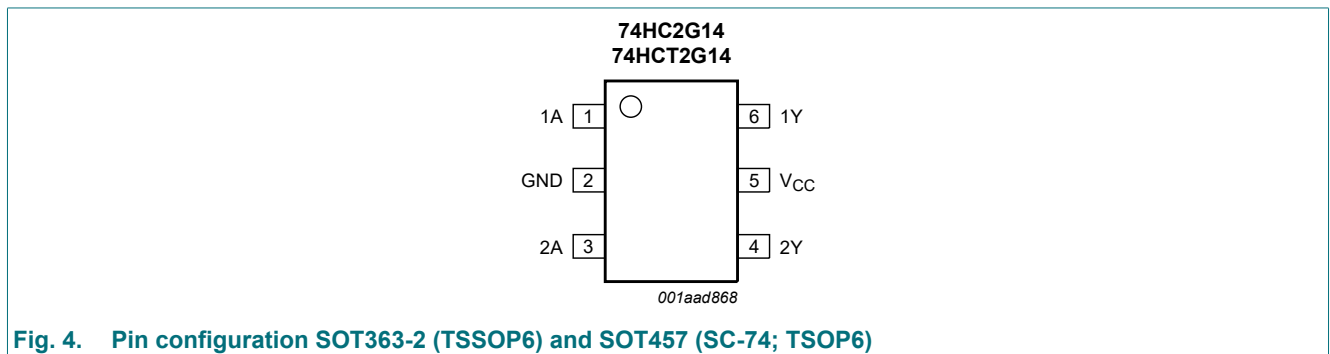 74HC2G14
74HCT2G14
1A 1 6 1Y
GND 2 5 VCC
2A 3 4 2Y
001aad868
Fig. 4. Pin configuration SOT363-2 (TSSOP6) and SOT457 (SC-74; TSOP6)